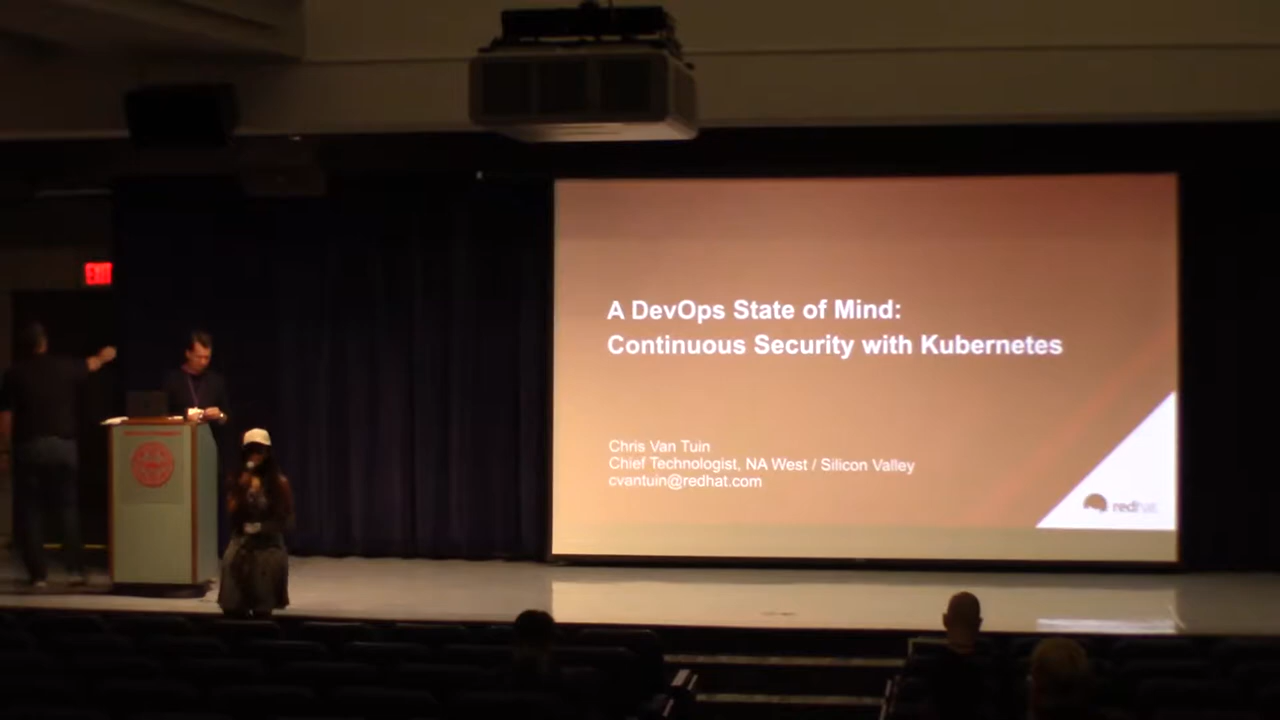 EXIT
A DevOps State of Mind:
Continuous Security with Kubernetes
Chris Van Tuin
Chief Technologist, NA West / Silicon Valley
cvantuin@redhat.com
redhat